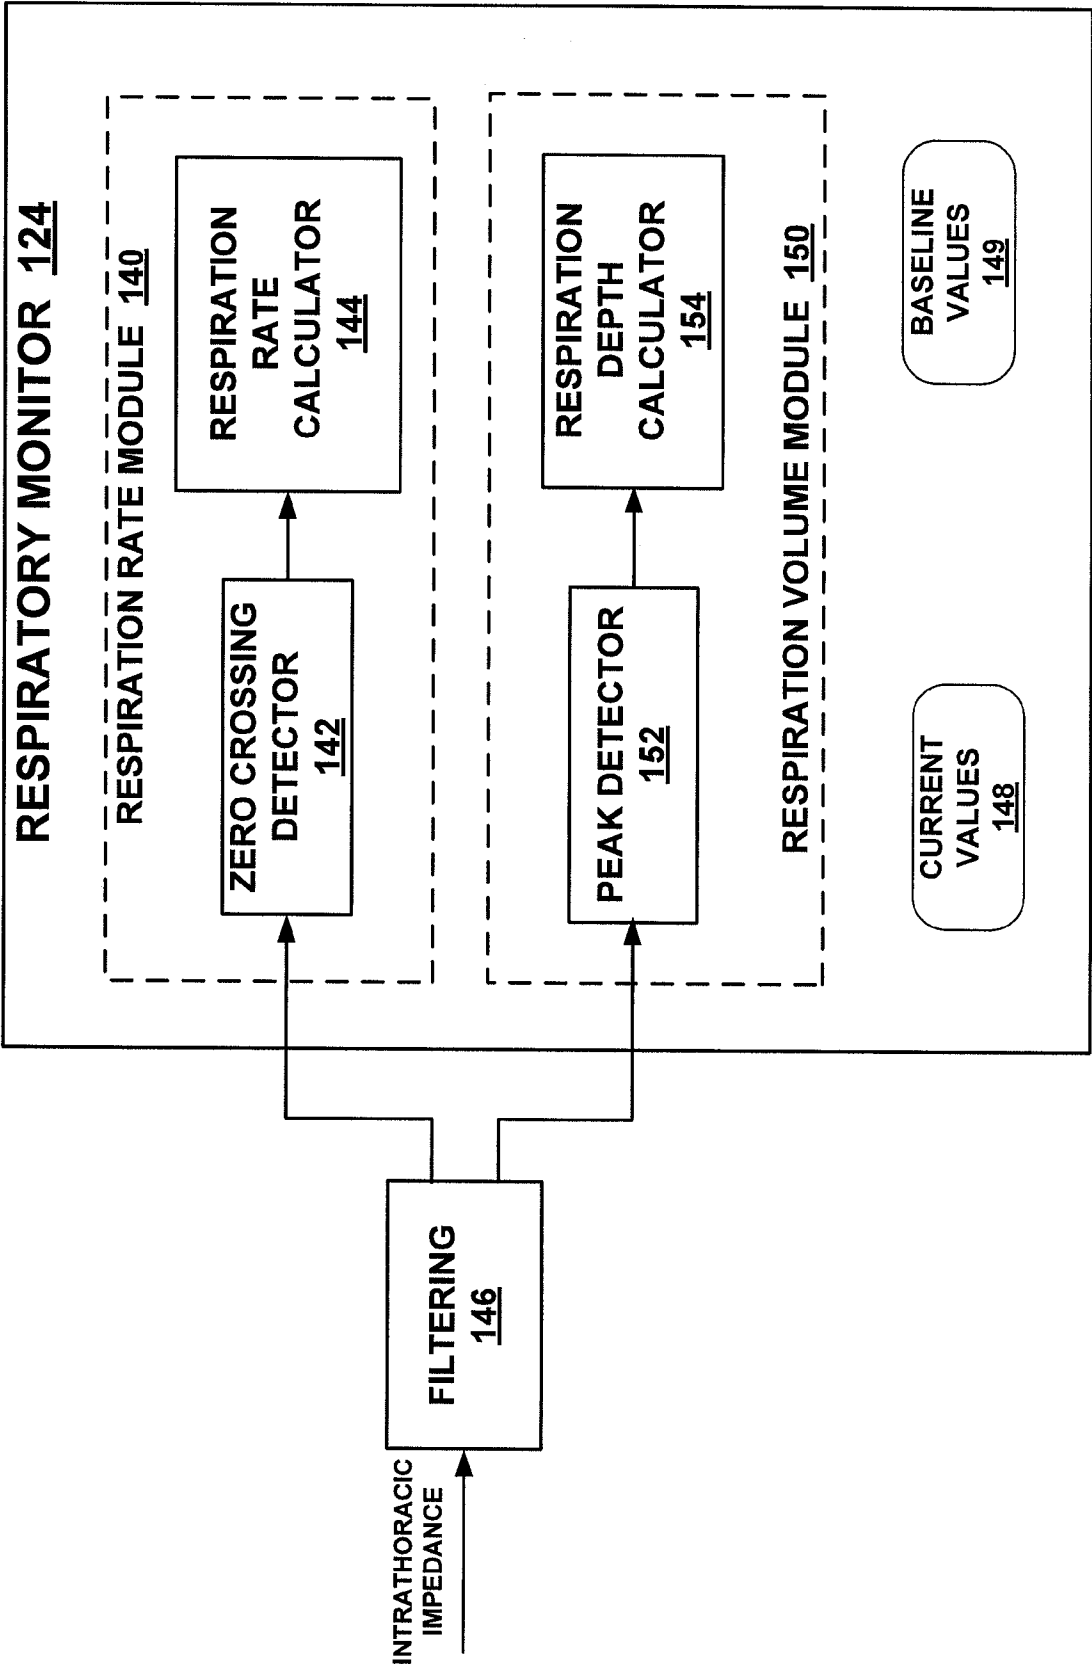 RESPIRATORY MONITOR 124
RESPIRATION RATE MODULE 140
ZERO CROSSING
DETECTOR
142
RESPIRATION
RATE
CALCULATOR
144
INTRATHORACIC
IMPEDANCE
FILTERING
146
PEAK DETECTOR
152
RESPIRATION
DEPTH
CALCULATOR
154
RESPIRATION VOLUME MODULE 150
CURRENT
VALUES
148
BASELINE
VALUES
149